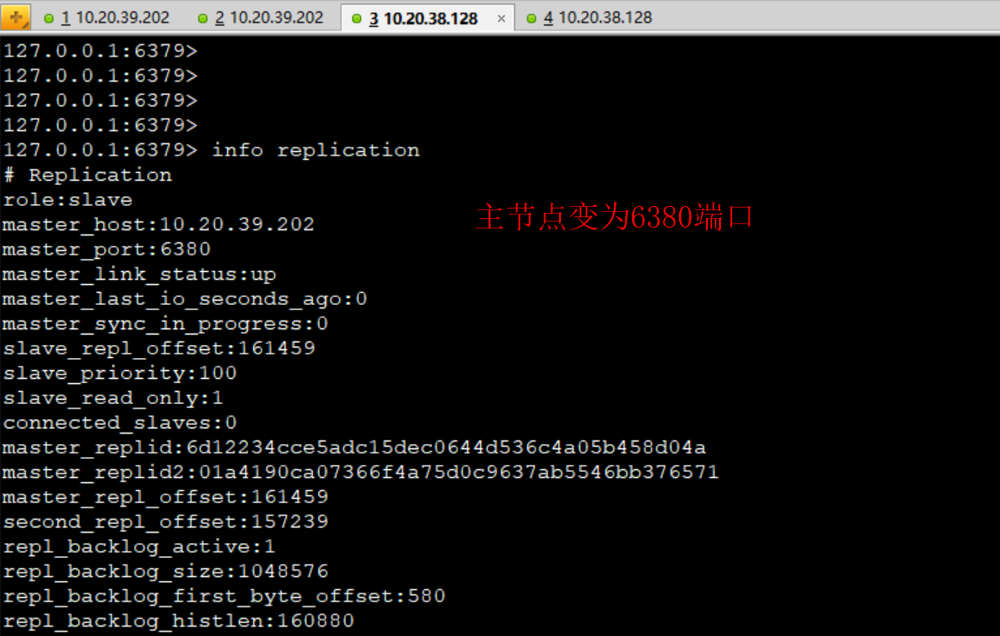 1 10.20.39.202 2 10.20.39.202 3 10.20.38.128 × 4 10.20.38.128
127.0.0.1:6379>
127.0.0.1:6379>
127.0.0.1:6379>
127.0.0.1:6379>
127.0.0.1:6379> info replication
# Replication
role:slave
主节点变为6380端口
master_host:10.20.39.202
master_port:6380
master_link_status:up
master_last_io_seconds_ago:0
master_sync_in_progress:0
slave_repl_offset:161459
slave_priority:100
slave_read_only:1
connected_slaves:0
master_replid:6d12234cce5adc15dec0644d536c4a05b458d04a
master_replid2:01a4190ca07366f4a75d0c9637ab5546bb376571
master_repl_offset:161459
second_repl_offset:157239
repl_backlog_active:1
repl_backlog_size:1048576
repl_backlog_first_byte_offset:580
repl_backlog_histlen:160880